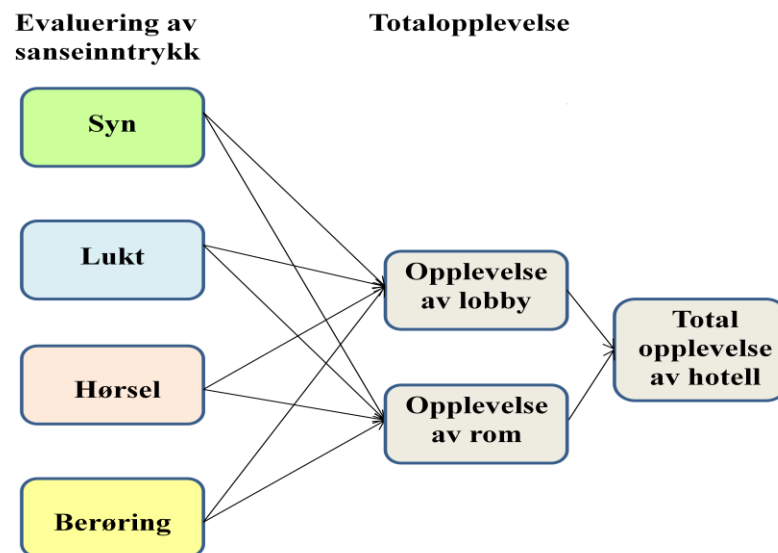 Evaluering av
sanseinntrykk
Totalopplevelse
Syn
Lukt
Hørsel
Berøring
Opplevelse
av lobby
Opplevelse
av rom
Total
opplevelse
av hotell